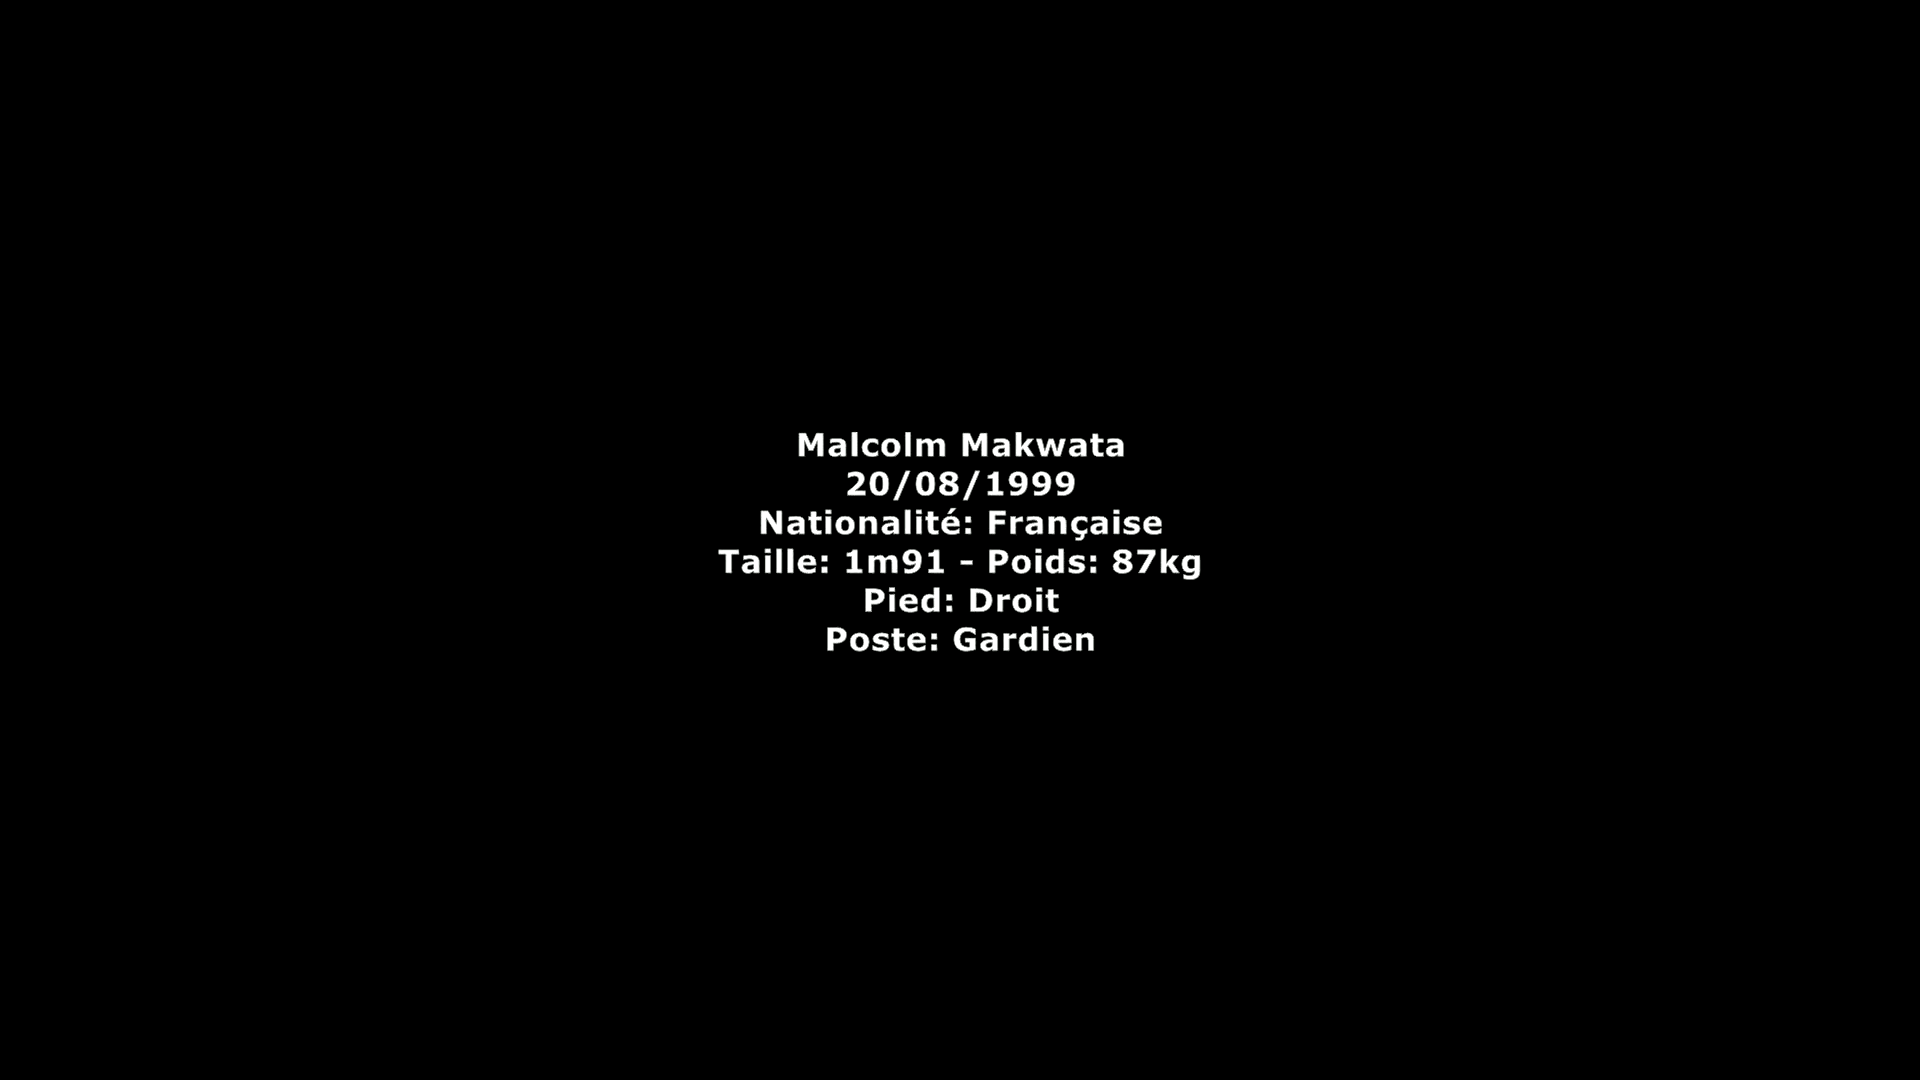 Malcolm Makwata
20/08/1999
Nationalité: Française
Taille: 1m91 - Poids: 87kg
Pied: Droit
Poste: Gardien